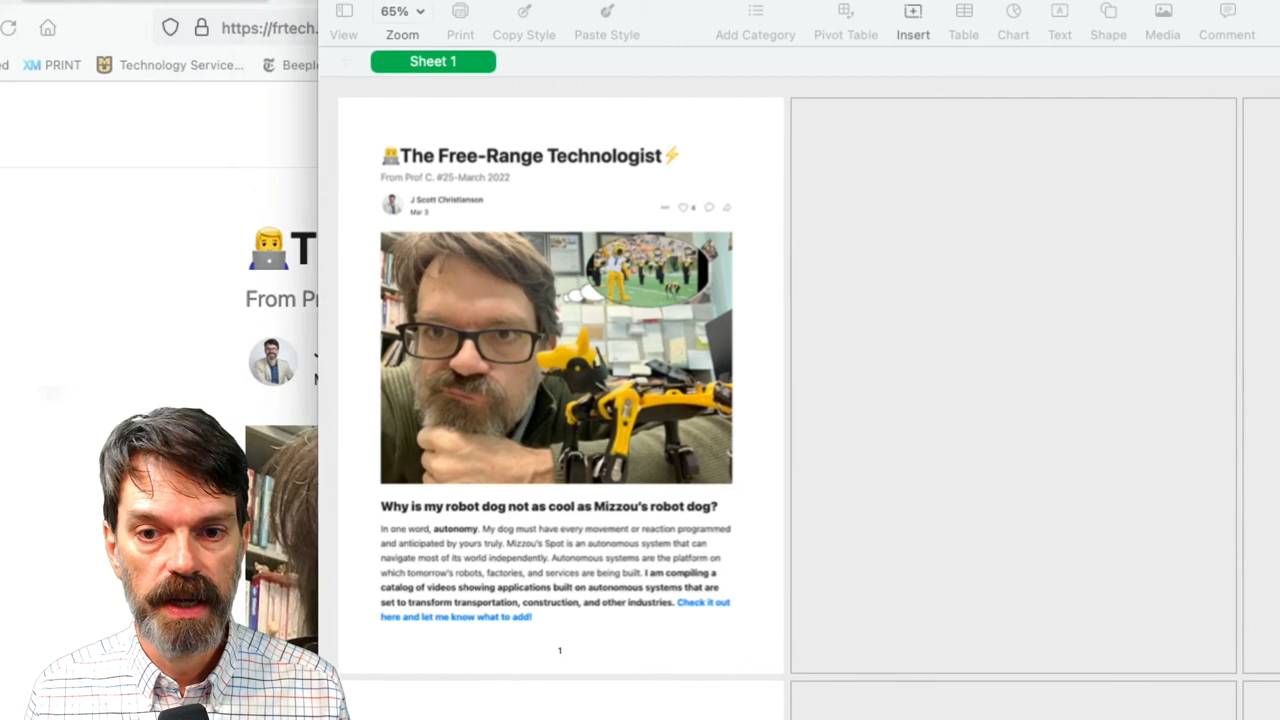 65%
View
Zoom
Print
Copy Style
Paste Style
Add Category
Pivot Table
Insert
Table
Chart
Text
Shape
Media
Comment
https://frtech.
XM PRINT
Technology Service...
Beeple
Sheet 1
The Free-Range Technologist
From Prof C. #25-March 2022
J Scott Christianson
Mar 3
4
T
From Pr
Why is my robot dog not as cool as Mizzou's robot dog?
In one word, autonomy. My dog must have every movement or reaction programmed
and anticipated by yours truly. Mizzou's Spot is an autonomous system that can
navigate most of its world independently. Autonomous systems are the platform on
which tomorrow's robots, factories, and services are being built. I am compiling a
catalog of videos showing applications built on autonomous systems that are
set to transform transportation, construction, and other industries. Check it out
here and let me know what to add!
1